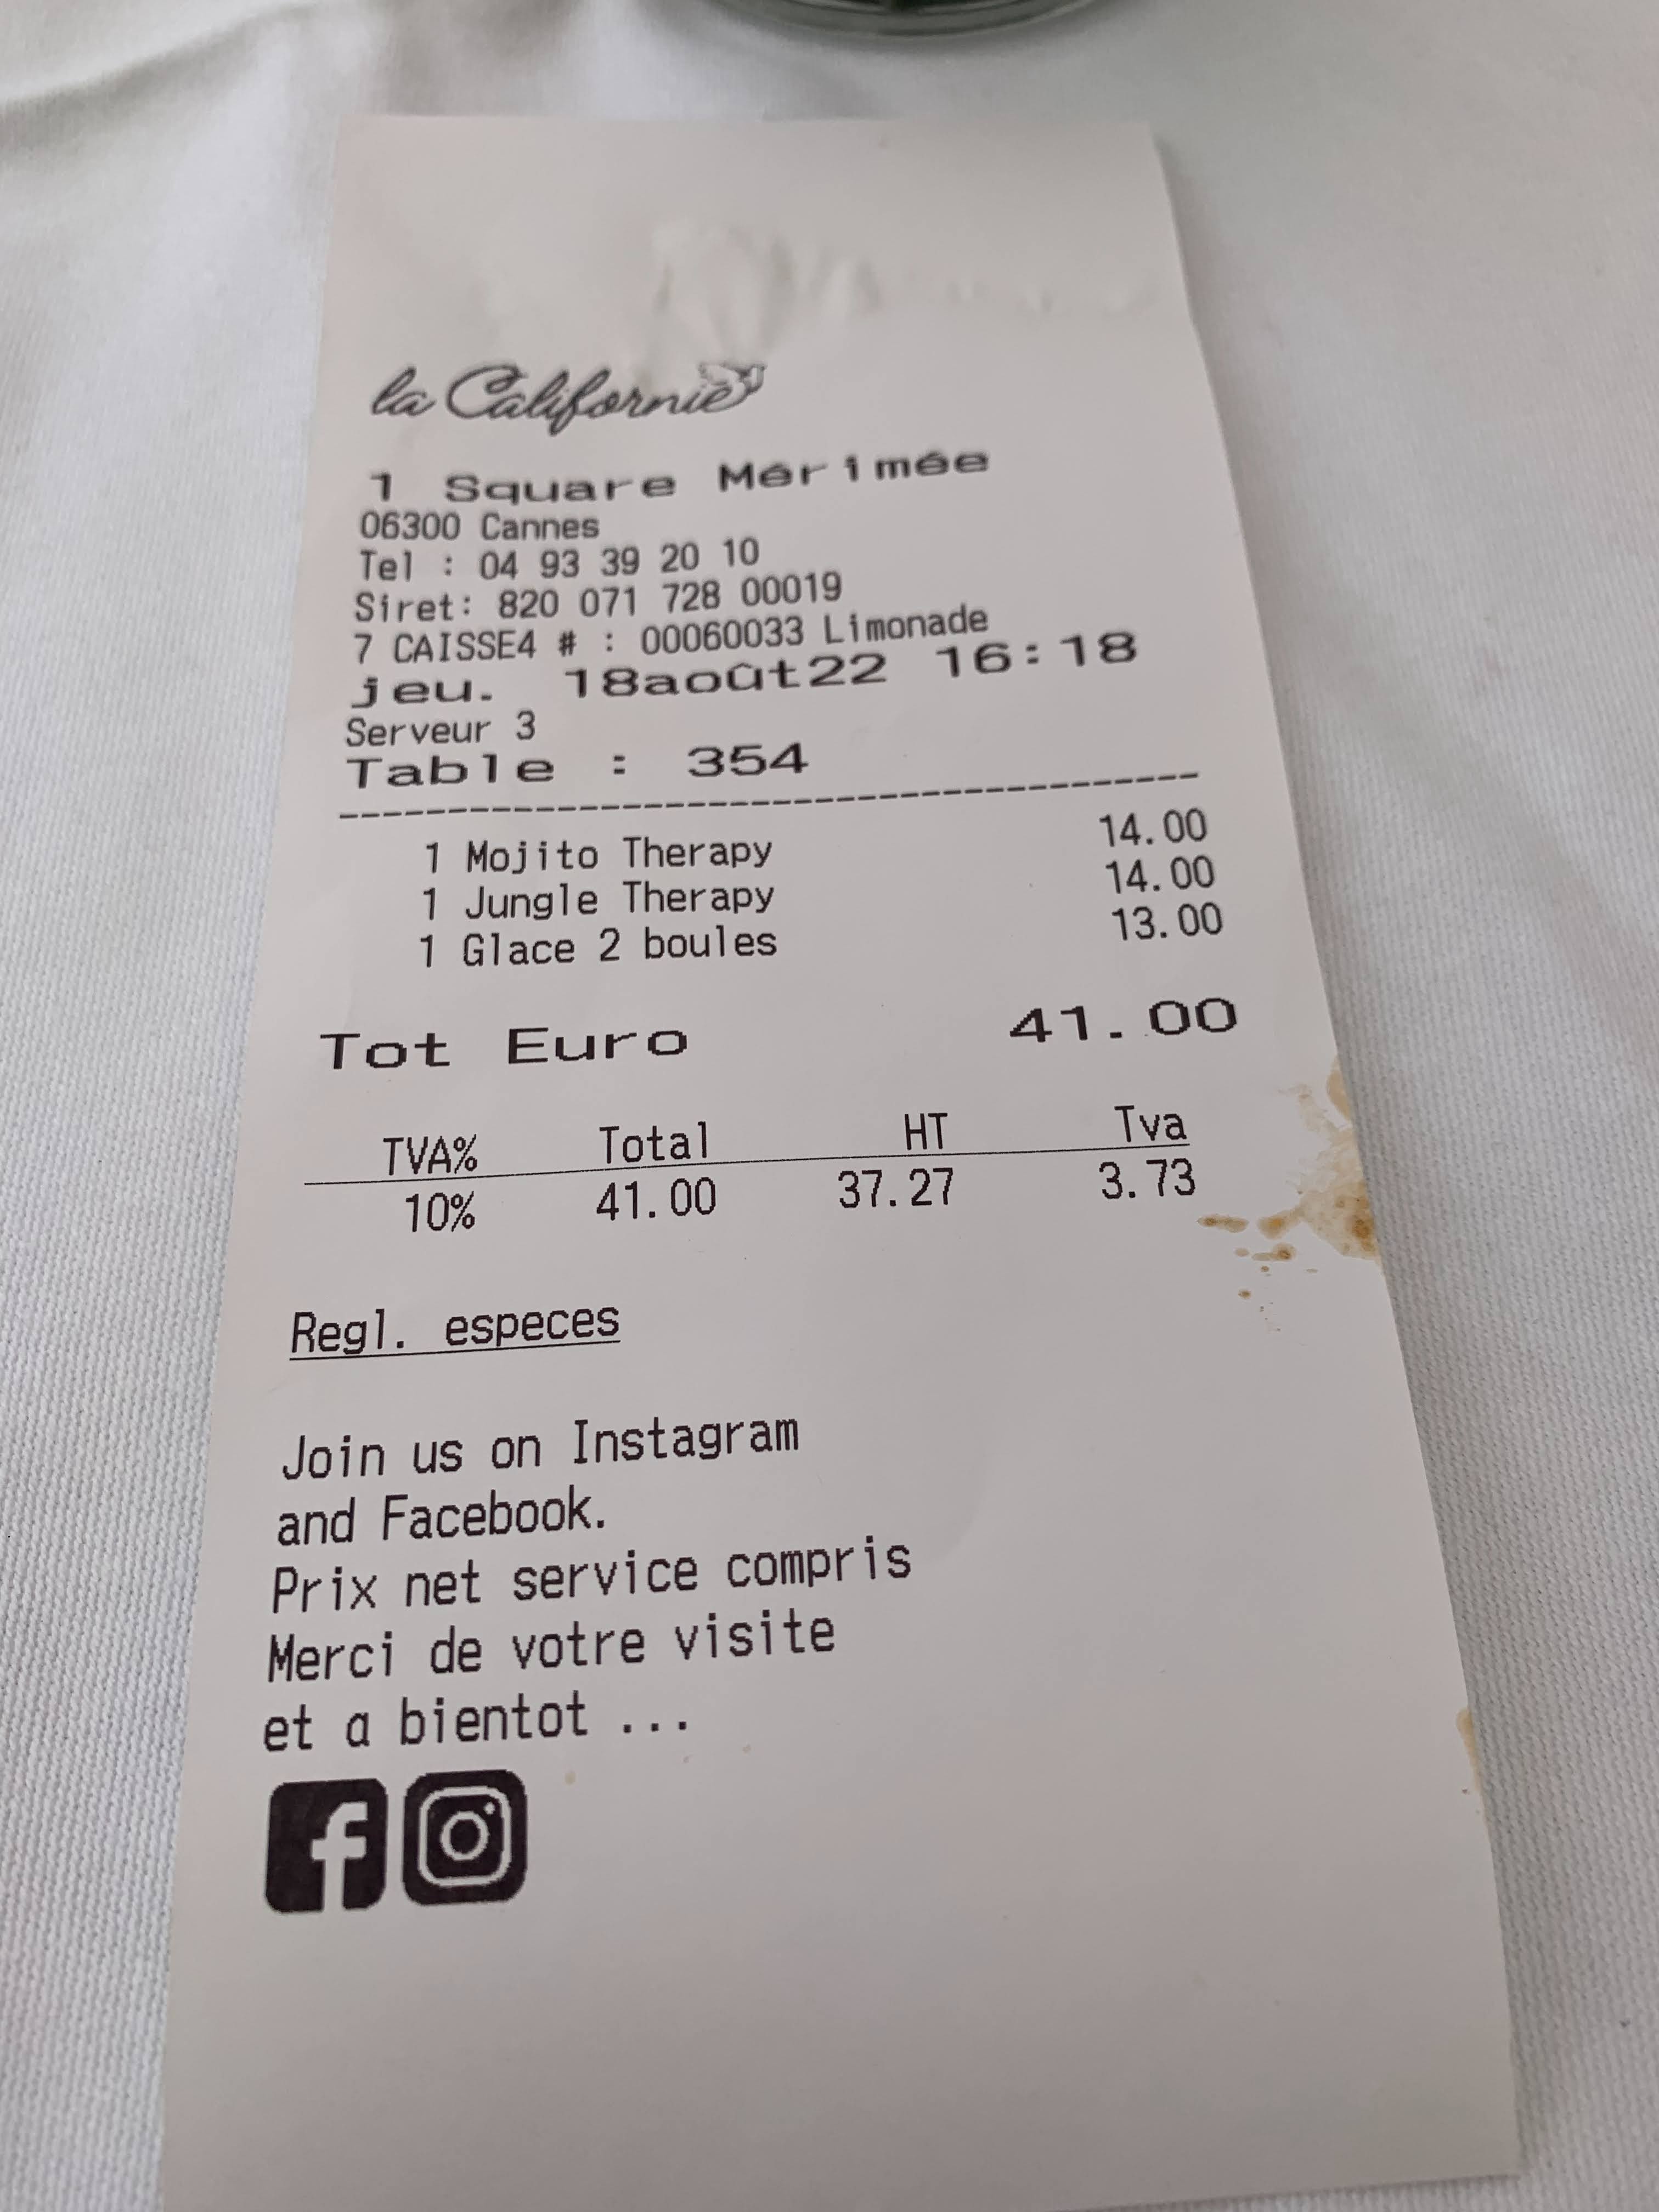 la Californie
1 Square Mérimée
06300 Cannes
Tel : 04 93 39 20 10
Siret: 820 071 728 00019
7 CAISSE4 # : 00060033 Limonade
jeu. 18août22 16:18
Serveur 3
Table : 354
1 Mojito Therapy 14.00
1 Jungle Therapy 14.00
1 Glace 2 boules 13.00
Tot Euro 41.00
TVA% Total HT Tva
10% 41.00 37.27 3.73
Regl. especes
Join us on Instagram
and Facebook.
Prix net service compris
Merci de votre visite
et a bientot ...